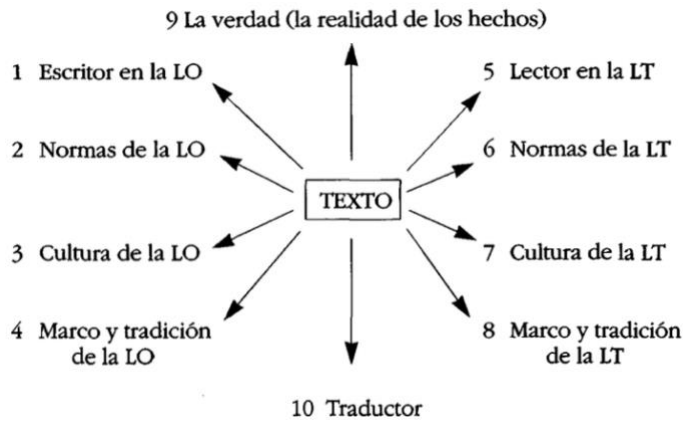 9 La verdad (la realidad de los hechos)
1 Escritor en la LO
2 Normas de la LO
3 Cultura de la LO
4 Marco y tradición
de la LO
TEXTO
5 Lector en la LT
6 Normas de la LT
7 Cultura de la LT
8 Marco y tradición
de la LT
10 Traductor